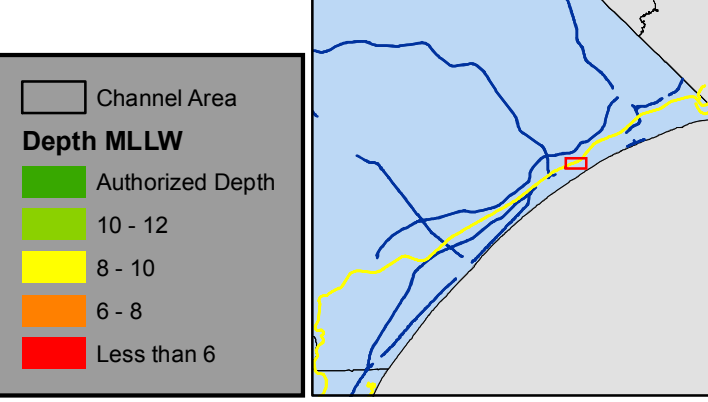 Channel Area
Depth MLLW
Authorized Depth
10 - 12
8 - 10
6 - 8
Less than 6